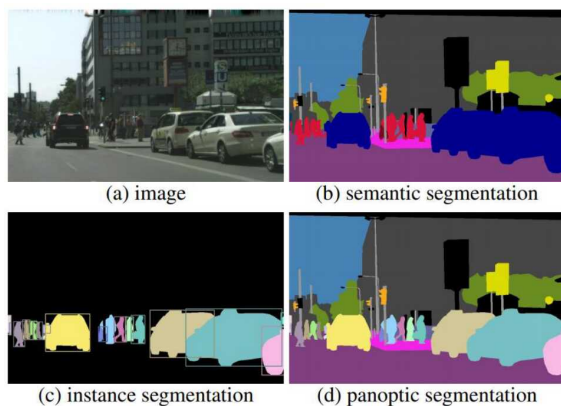 (a) image
(b) semantic segmentation
(c) instance segmentation
(d) panoptic segmentation